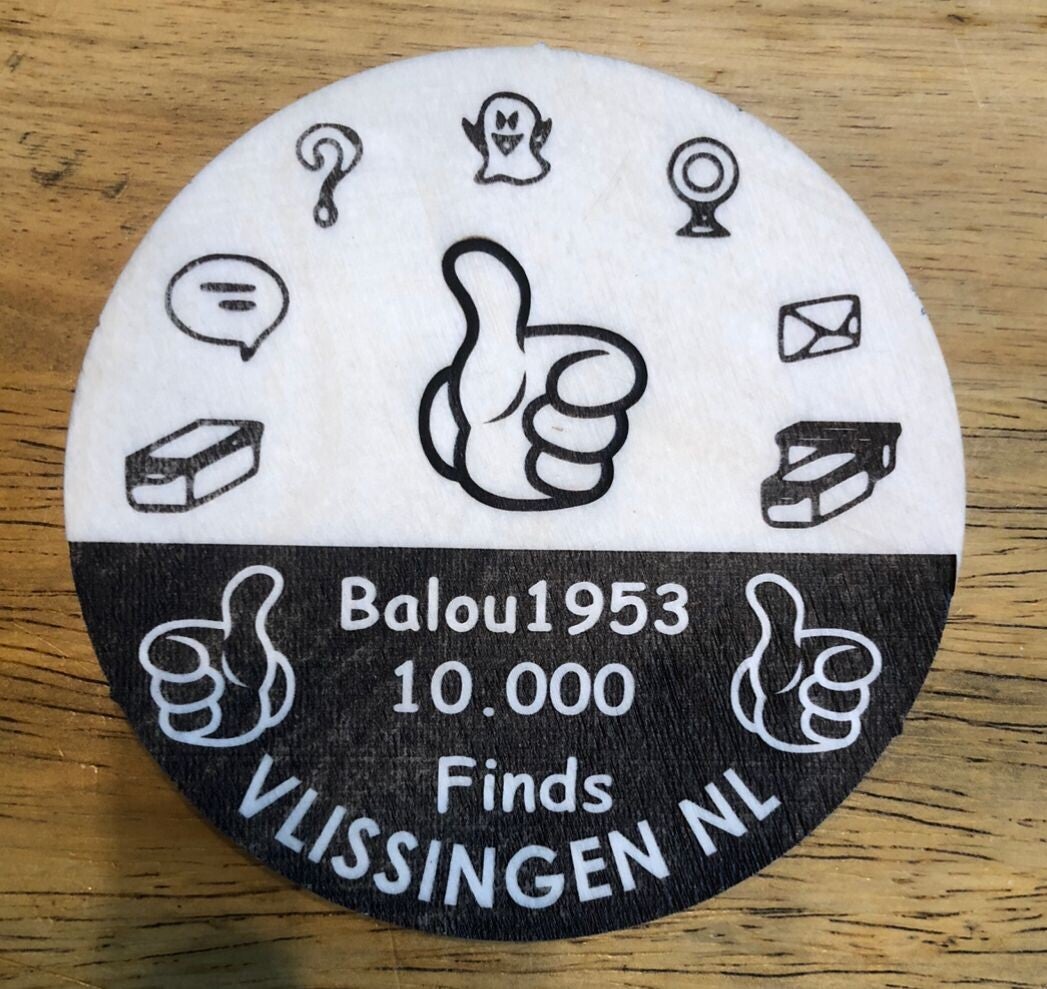 Balou1953
10.000
Finds
VLISSINGEN NL